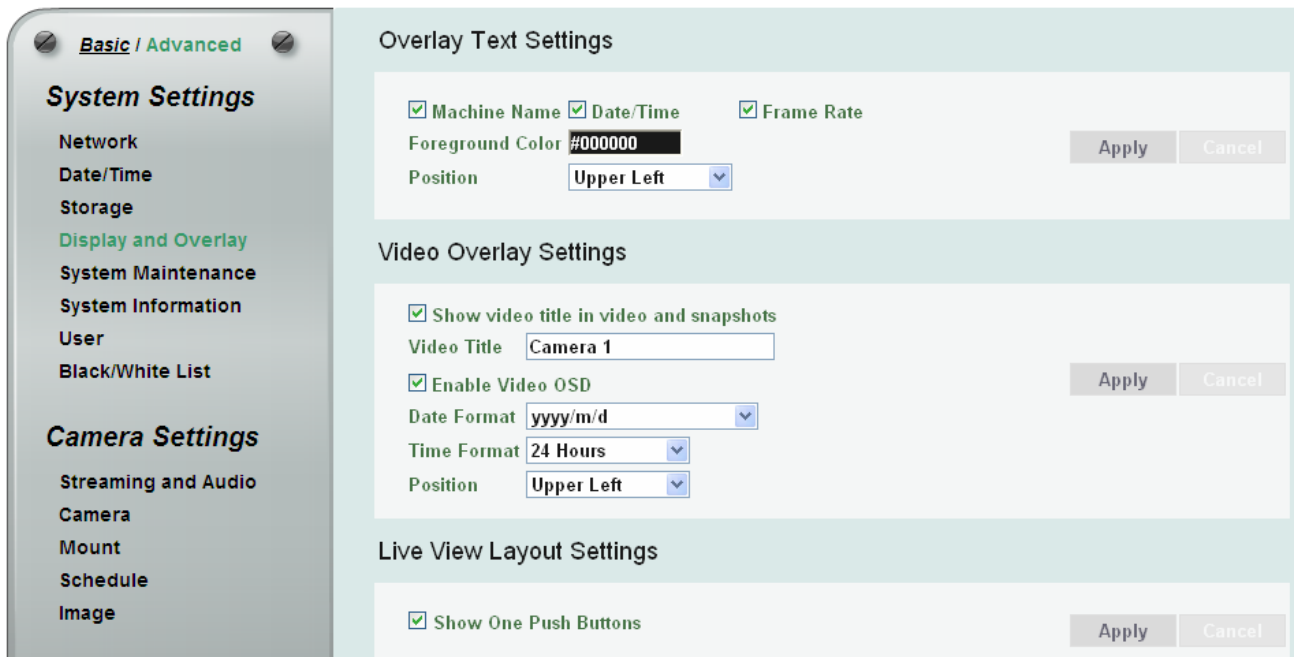 Basic / Advanced
System Settings
Network
Date/Time
Storage
Display and Overlay
System Maintenance
System Information
User
Black/White List
Camera Settings
Streaming and Audio
Camera
Mount
Schedule
Image
Overlay Text Settings
Machine Name Date/Time Frame Rate
Foreground Color #000000
Position Upper Left
Apply Cancel
Video Overlay Settings
Show video title in video and snapshots
Video Title Camera 1
Enable Video OSD
Date Format yyyy/m/d
Time Format 24 Hours
Position Upper Left
Apply Cancel
Live View Layout Settings
Show One Push Buttons
Apply Cancel